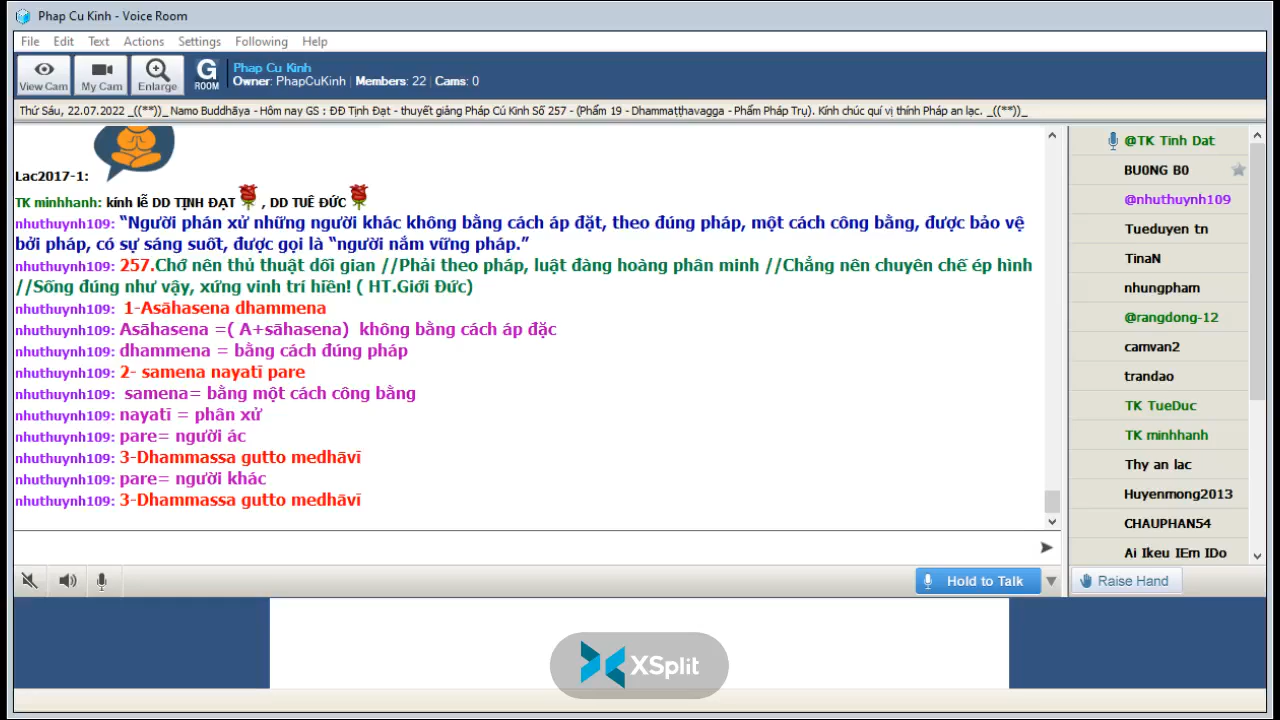 Phap Cu Kinh - Voice Room
File Edit Text Actions Settings Following Help
View Cam
My Cam
Enlarge
G
ROOM
Phap Cu Kinh
Owner: PhapCuKinh | Members: 22 | Cams: 0
Thứ Sáu, 22.07.2022 _((**))_ Namo Buddhāya - Hôm nay GS : ĐĐ Tịnh Đạt - thuyết giảng Pháp Cú Kinh Số 257 - (Phẩm 19 - Dhammaṭṭhavagga - Phẩm Pháp Trụ). Kính chúc quí vị thính Pháp an lạc. _((**))_
Lac2017-1:
TK minhhanh: kính lễ DD TỊNH ĐẠT , DD TUÊ ĐỨC
nhuthuynh109: “Người phán xử những người khác không bằng cách áp đặt, theo đúng pháp, một cách công bằng, được bảo vệ
bởi pháp, có sự sáng suốt, được gọi là “người nắm vững pháp.”
nhuthuynh109: 257.Chớ nên thủ thuật dối gian //Phải theo pháp, luật đàng hoàng phân minh //Chẳng nên chuyên chế ép hình
//Sống đúng như vậy, xứng vinh trí hiền! ( HT.Giới Đức)
nhuthuynh109: 1-Asāhasena dhammena
nhuthuynh109: Asāhasena =( A+sāhasena) không bằng cách áp đặc
nhuthuynh109: dhammena = bằng cách đúng pháp
nhuthuynh109: 2- samena nayatī pare
nhuthuynh109: samena= bằng một cách công bằng
nhuthuynh109: nayatī = phân xử
nhuthuynh109: pare= người ác
nhuthuynh109: 3-Dhammassa gutto medhāvī
nhuthuynh109: pare= người khác
nhuthuynh109: 3-Dhammassa gutto medhāvī
Hold to Talk
@TK Tinh Dat
BU0NG B0
@nhuthuynh109
Tueduyen tn
TinaN
nhungpham
@rangdong-12
camvan2
trandao
TK TueDuc
TK minhhanh
Thy an lac
Huyenmong2013
CHAUPHAN54
Ai Ikeu IEm IDo
Raise Hand
XSplit